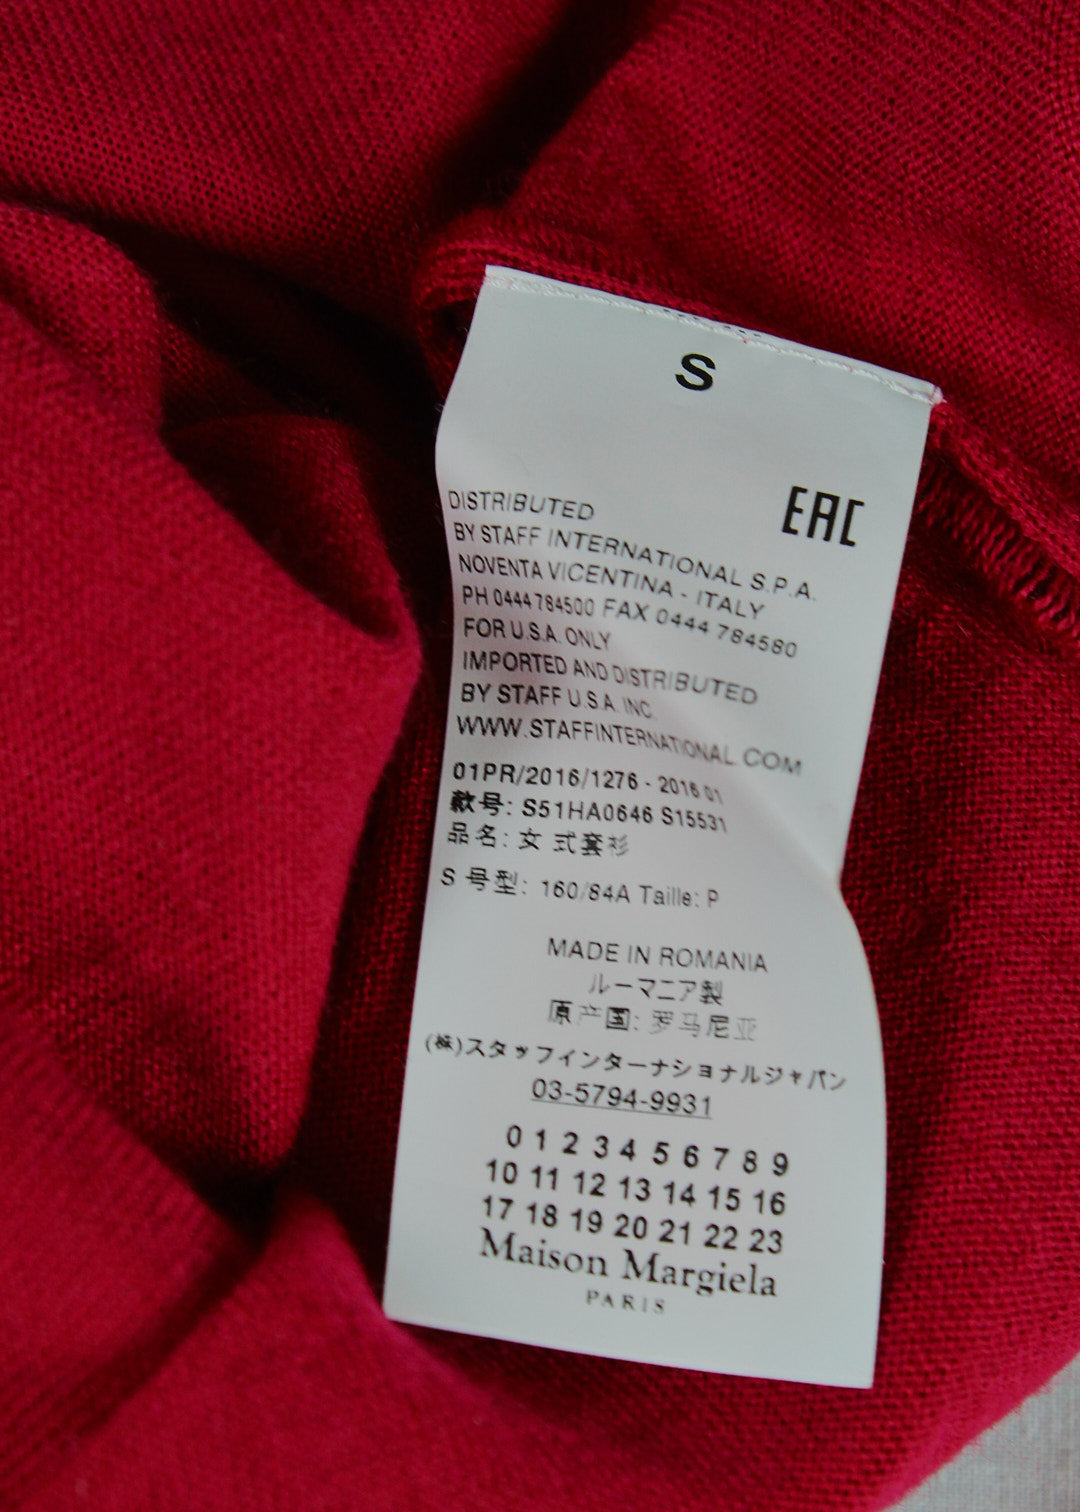 S
EAC
DISTRIBUTED
BY STAFF INTERNATIONAL S.P.A.
NOVENTA VICENTINA - ITALY
PH 0444 784500 FAX 0444 784580
FOR U.S.A. ONLY
IMPORTED AND DISTRIBUTED
BY STAFF U.S.A. INC.
WWW.STAFFINTERNATIONAL.COM
01PR/2016/1276 - 2016 01
款号: S51HA0646 S15531
品名: 女 式套衫
S 号型: 160/84A Taille: P
MADE IN ROMANIA
ルーマニア製
原产国: 罗马尼亚
(株)スタッフインターナショナルジャパン
03-5794-9931
0 1 2 3 4 5 6 7 8 9
10 11 12 13 14 15 16
17 18 19 20 21 22 23
Maison Margiela
PARIS